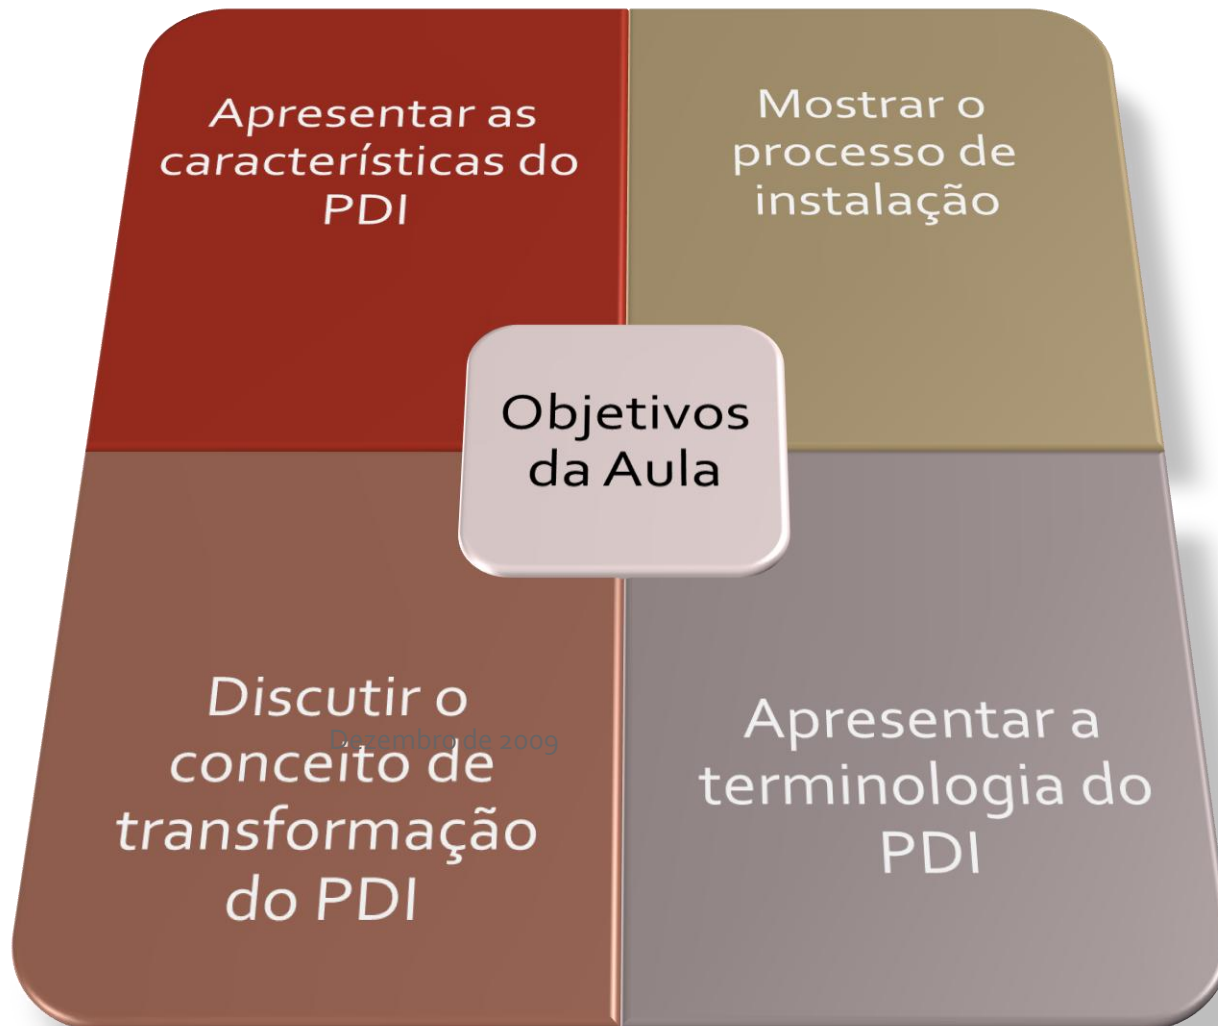 Apresentar as
características do
PDI
Mostrar o
processo de
instalação
Objetivos
da Aula
Discutir o
conceito de
transformação
do PDI
Dezembro de 2009
Apresentar a
terminologia do
PDI